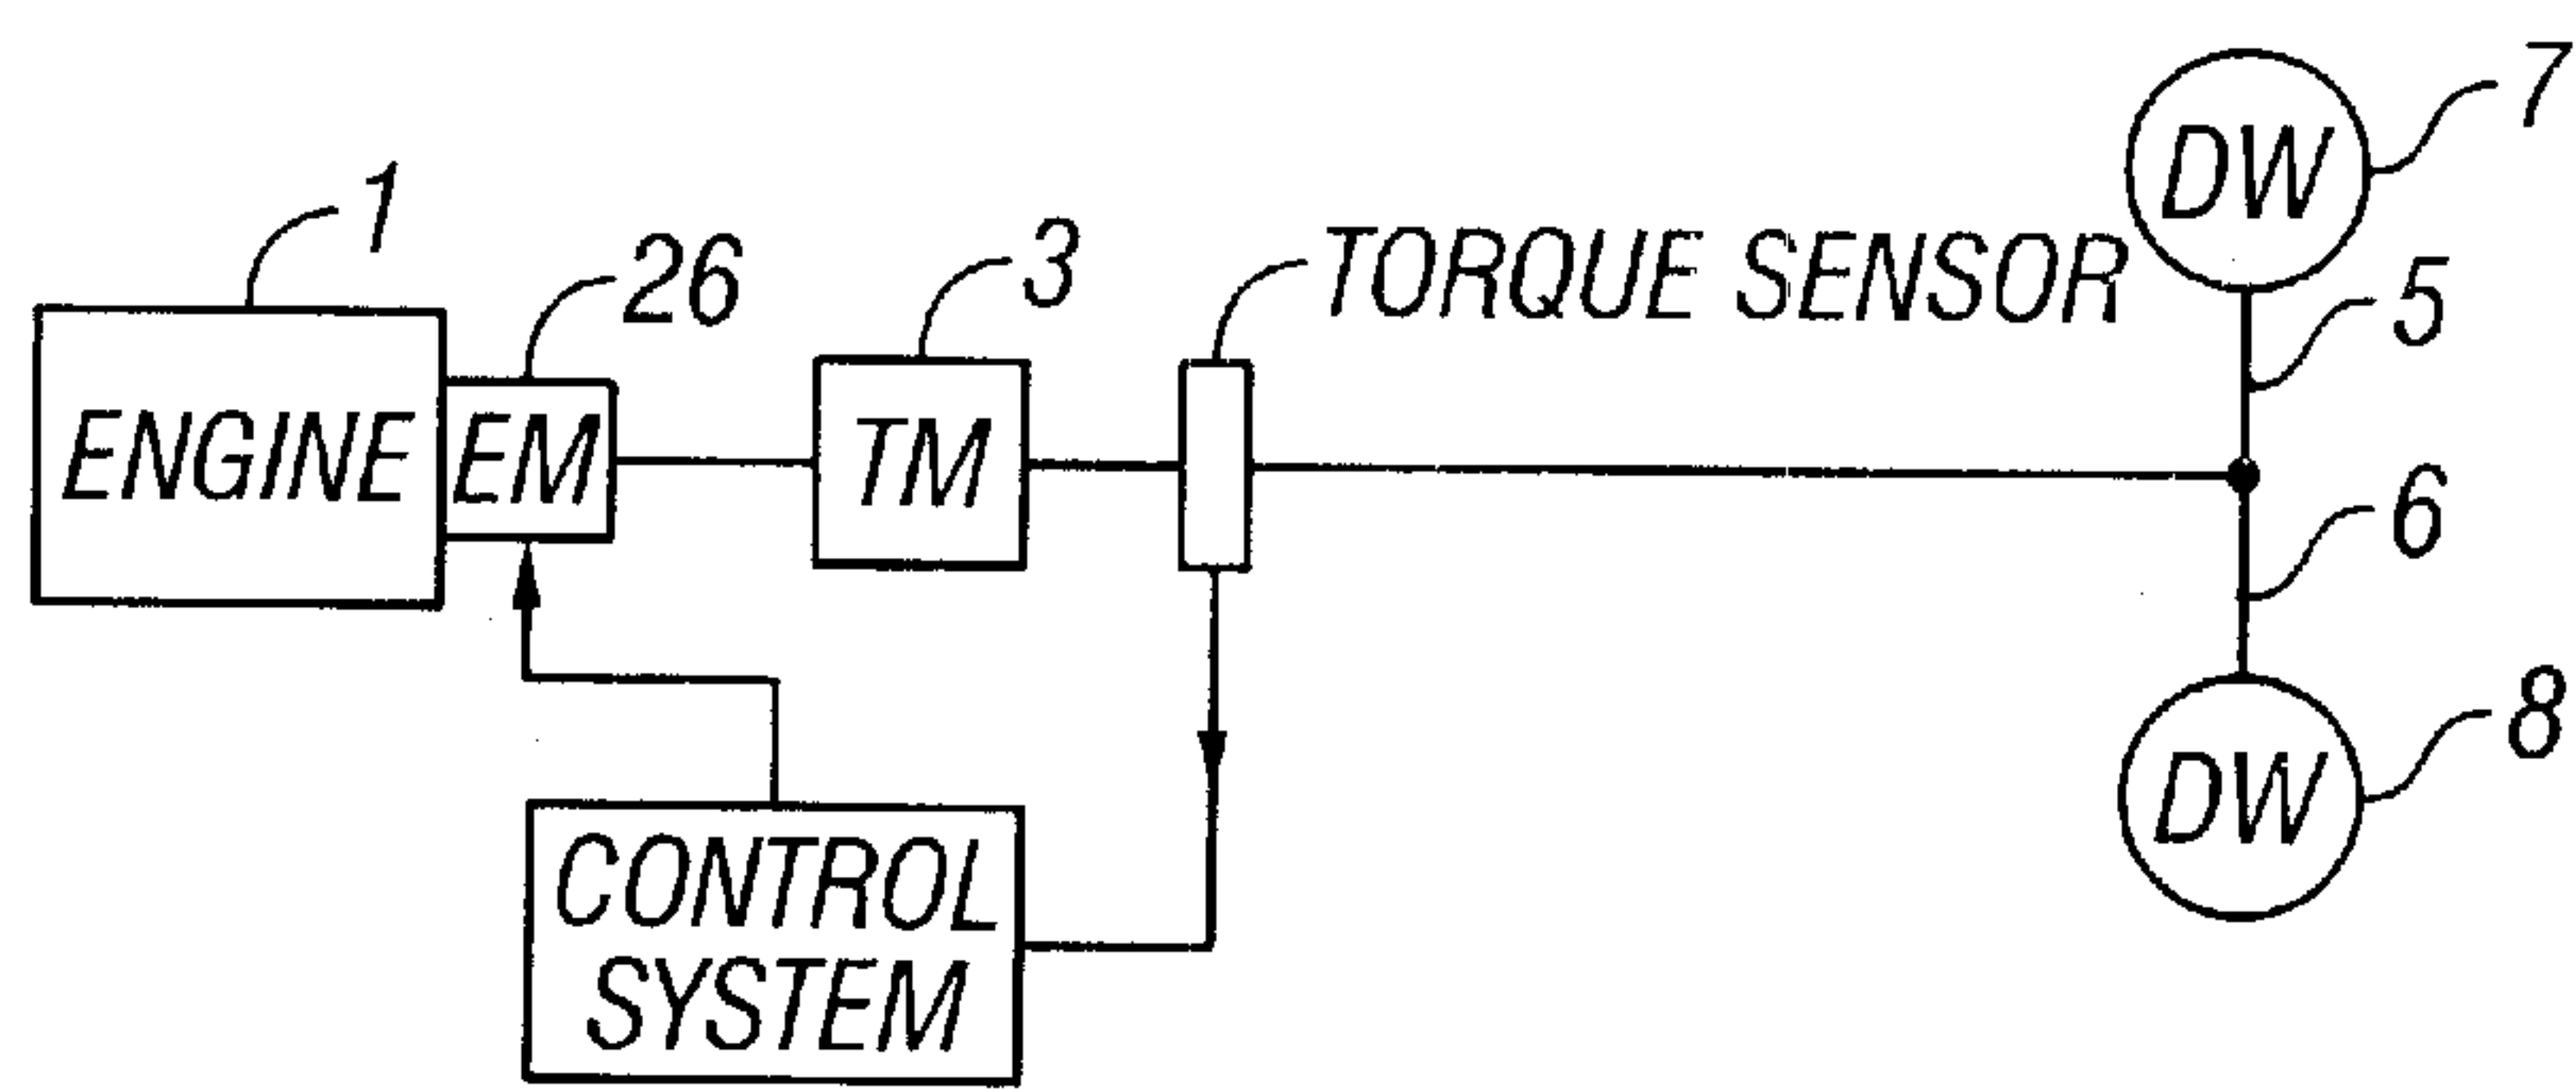 7
1
26
3
TORQUE SENSOR
DW
5
ENGINE
EM
TM
6
8
DW
CONTROL
SYSTEM